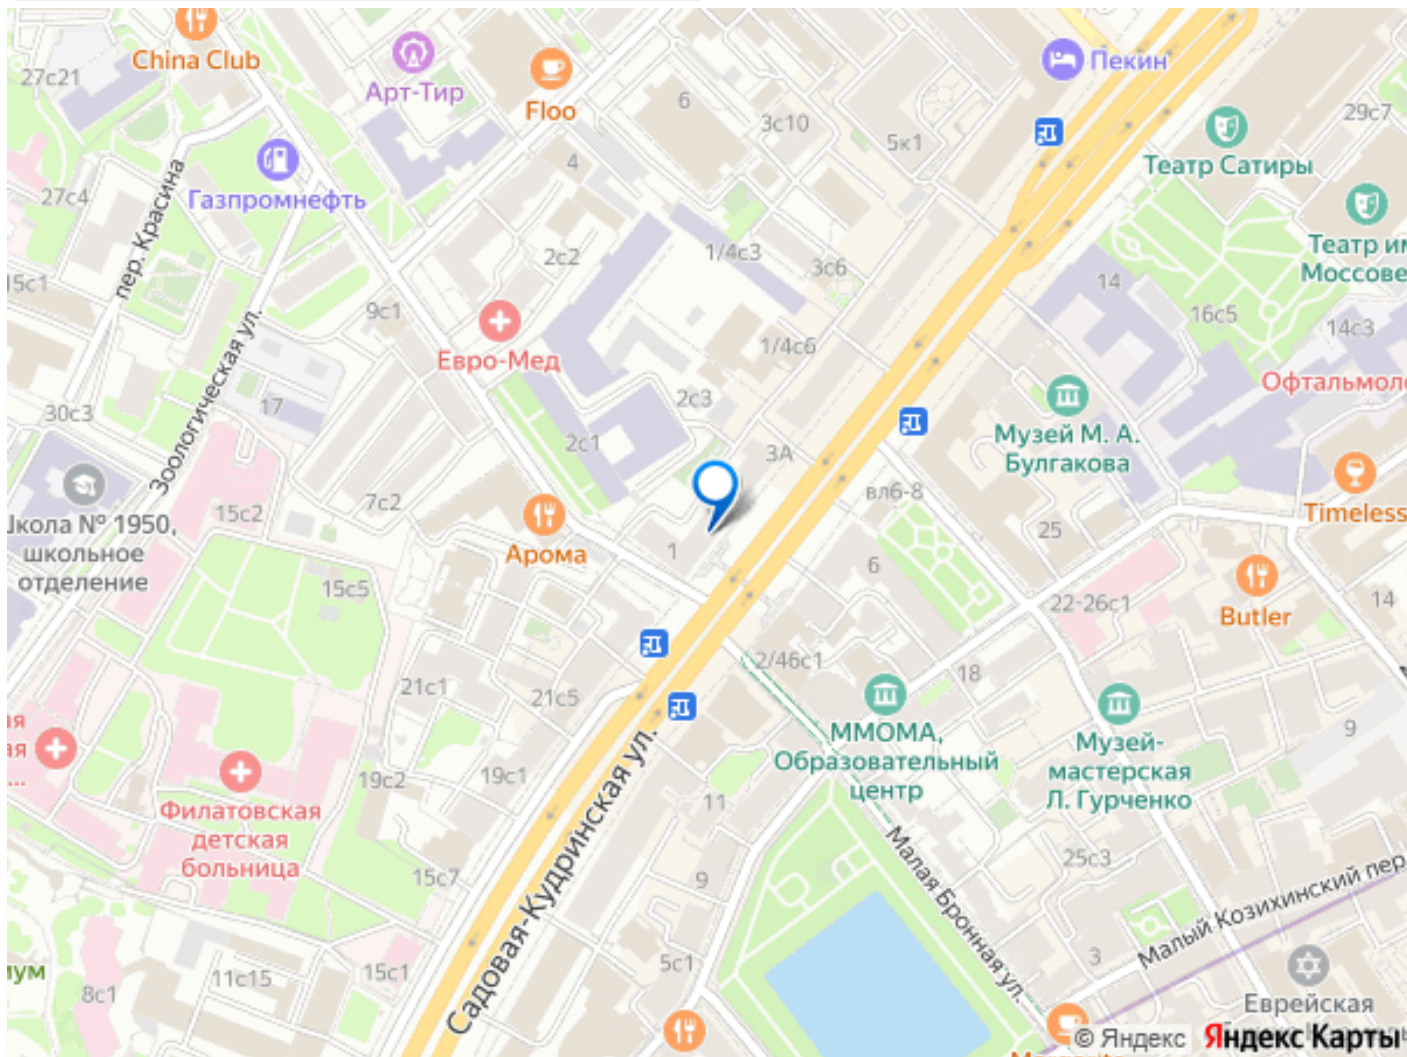 China Club
27с21
Арт-Тир
Floo
6
3с10
5к1
Пекин
29с7
Театр Сатиры
4
27с4
Газпромнефть
пер. Красина
2с2
1/4с3
3с6
Театр им
Моссове
14
16с5
14с3
15с1
9с1
Зоологическая ул.
Евро-Мед
1/4с6
2с3
Офтальмол
Музей М. А.
Булгакова
30с3
17
2с1
3А
вл6-8
25
Timeless
Школа № 1950,
школьное
отделение
15с2
7с2
Арома
1
6
15с5
22-26с1
Butler
14
2/46с1
18
21с1
21с5
ММОМА,
Образовательный
центр
Музей-
мастерская
Л. Гурченко
9
ая
ая
...
19с2
19с1
Филатовская
детская
больница
11
Садовая-Кудринская ул.
Малая Бронная ул.
25с3
15с7
9
Малый Козихинский пер.
3
5с1
иум
8с1
11с15
15с1
Еврейская
© Яндекс
Яндекс Карты